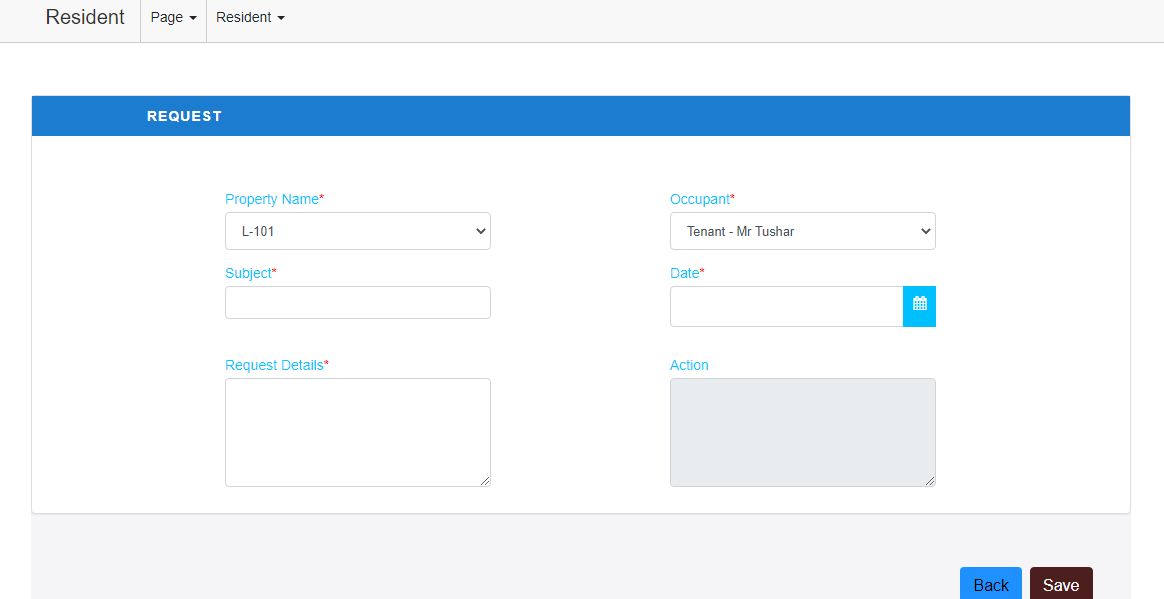 Resident Page Resident
REQUEST
Property Name* Occupant*
L-101 Tenant - Mr Tushar
Subject* Date*
Request Details* Action
Back Save